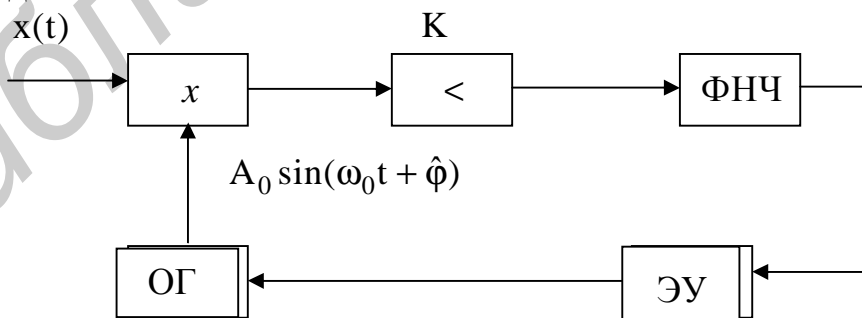 x(t)
K
x
<
ФНЧ
A₀ sin(ω₀t + φ̂)
ОГ
ЭУ